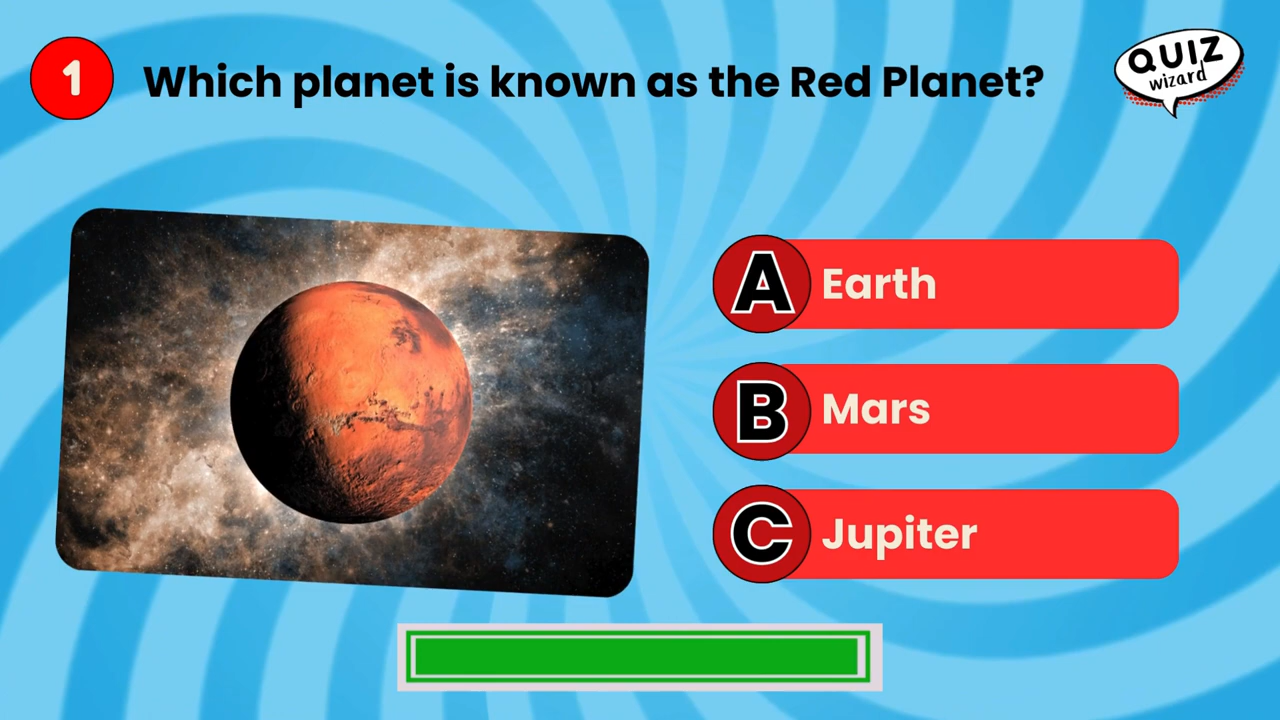 1
Which planet is known as the Red Planet?
QUIZ
wizard
A Earth
B Mars
C Jupiter